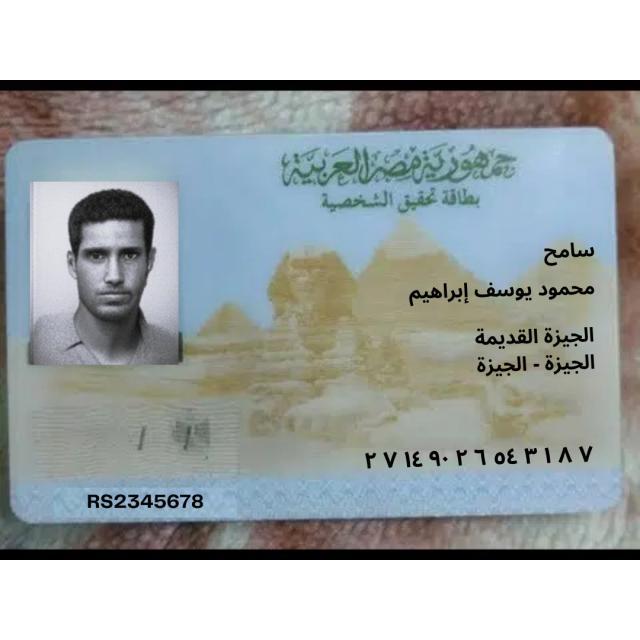 جمهورية مصر العربية
بطاقة تحقيق الشخصية
سامح
محمود يوسف إبراهيم
الجيزة القديمة
الجيزة - الجيزة
٢٧١٤٩٠٢٦٥٤٣١٨٧
RS2345678